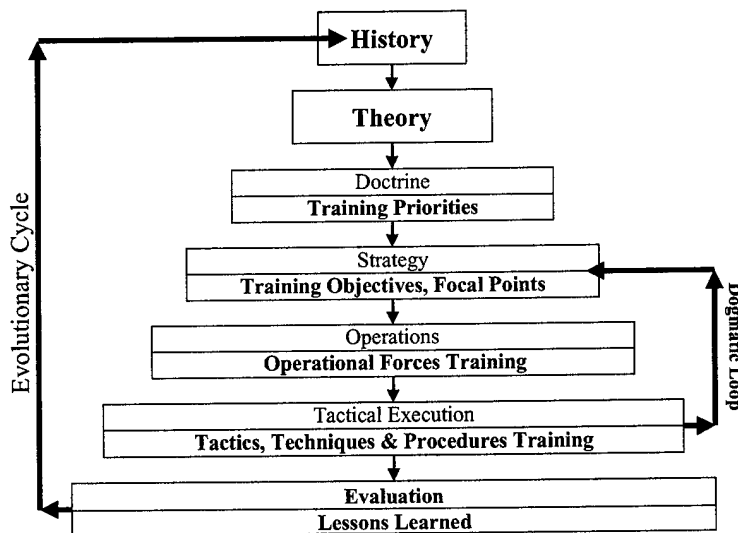 History
Theory
Doctrine
Training Priorities
Strategy
Training Objectives, Focal Points
Operations
Operational Forces Training
Tactical Execution
Tactics, Techniques & Procedures Training
Evaluation
Lessons Learned
Evolutionary Cycle
Dogmatic Loop